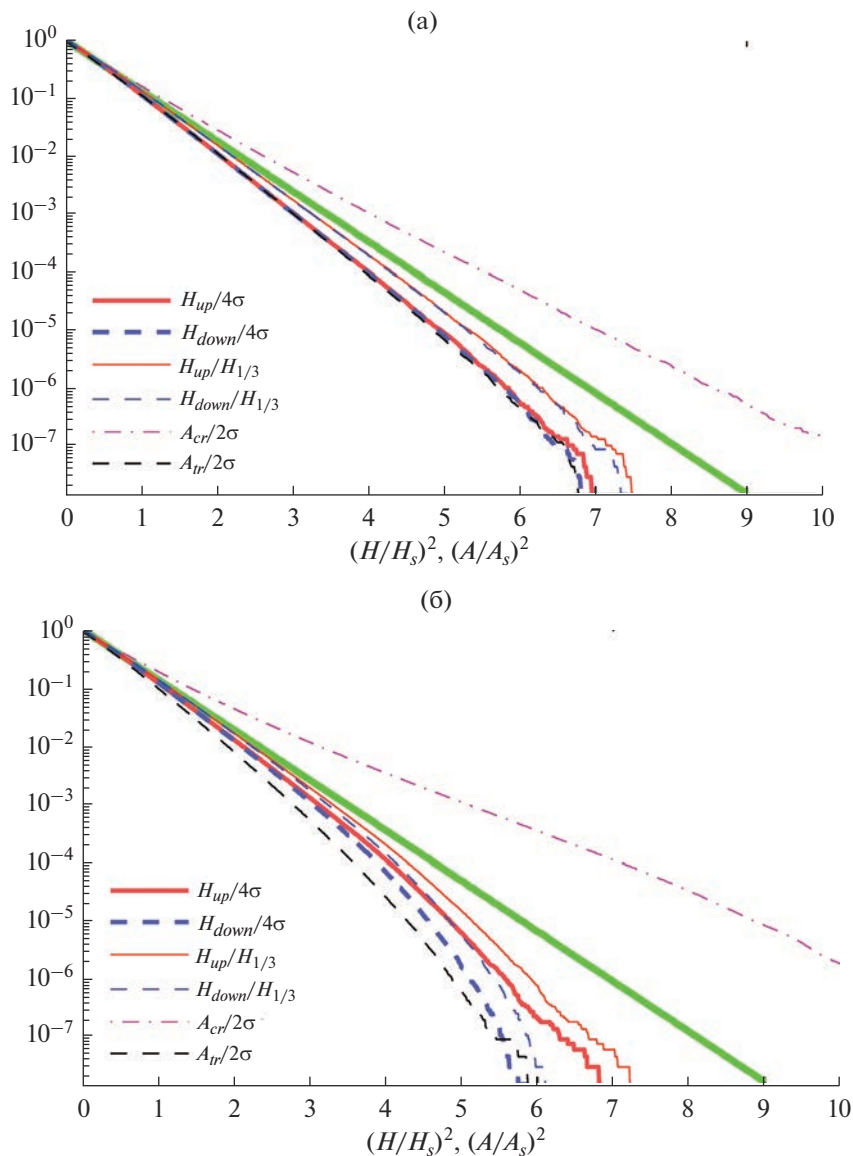 (а)
10⁰
10⁻¹
10⁻²
10⁻³
10⁻⁴
10⁻⁵
10⁻⁶
10⁻⁷
H_up/4σ
H_down/4σ
H_up/H_1/3
H_down/H_1/3
A_cr/2σ
A_tr/2σ
0 1 2 3 4 5 6 7 8 9 10
(H/H_s)², (A/A_s)²
(б)
10⁰
10⁻¹
10⁻²
10⁻³
10⁻⁴
10⁻⁵
10⁻⁶
10⁻⁷
H_up/4σ
H_down/4σ
H_up/H_1/3
H_down/H_1/3
A_cr/2σ
A_tr/2σ
0 1 2 3 4 5 6 7 8 9 10
(H/H_s)², (A/A_s)²